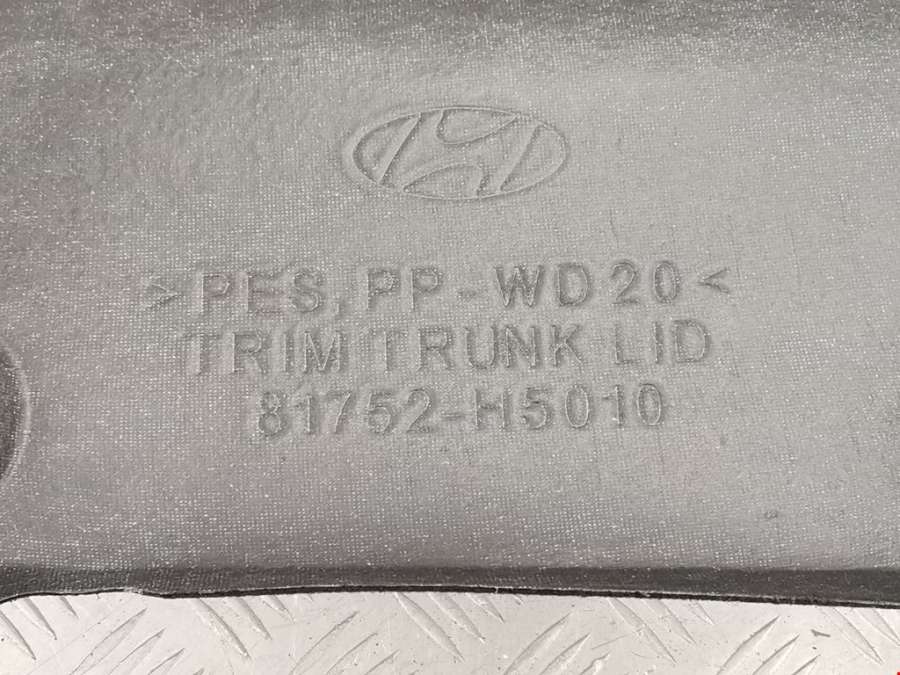 >PES, PP-WD20<
TRIM TRUNK LID
81752-H5010